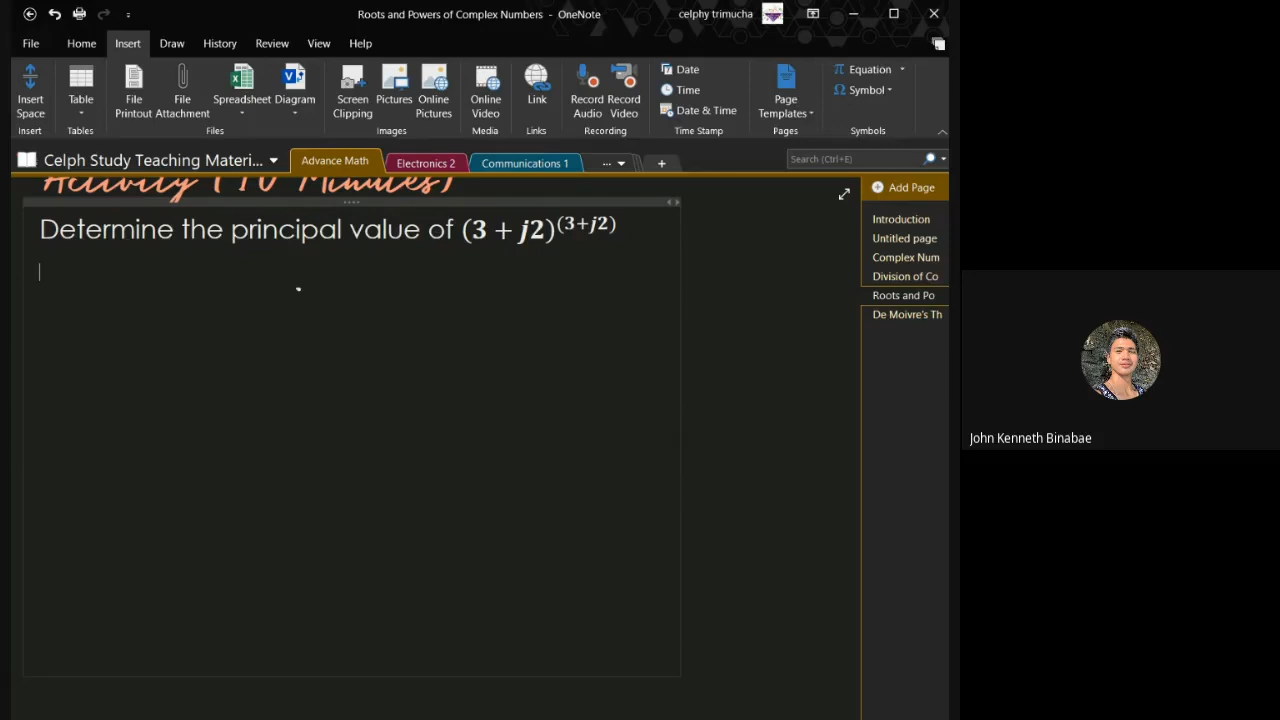 Roots and Powers of Complex Numbers - OneNote
celphy trimucha
File Home Insert Draw History Review View Help
Insert Space
Table
File Printout
File Attachment
Spreadsheet
Diagram
Screen Clipping
Pictures
Online Pictures
Online Video
Link
Record Audio
Record Video
Date
Time
Date & Time
Page Templates
π Equation
Ω Symbol
Insert Tables Files Images Media Links Recording Time Stamp Pages Symbols
Celph Study Teaching Materi... Advance Math Electronics 2 Communications 1 ... + Search (Ctrl+E)
Activity (10 Minutes)
Add Page
Determine the principal value of (3 + j2)^(3+j2)
Introduction
Untitled page
Complex Num
Division of Co
Roots and Po
De Moivre's Th
John Kenneth Binabae